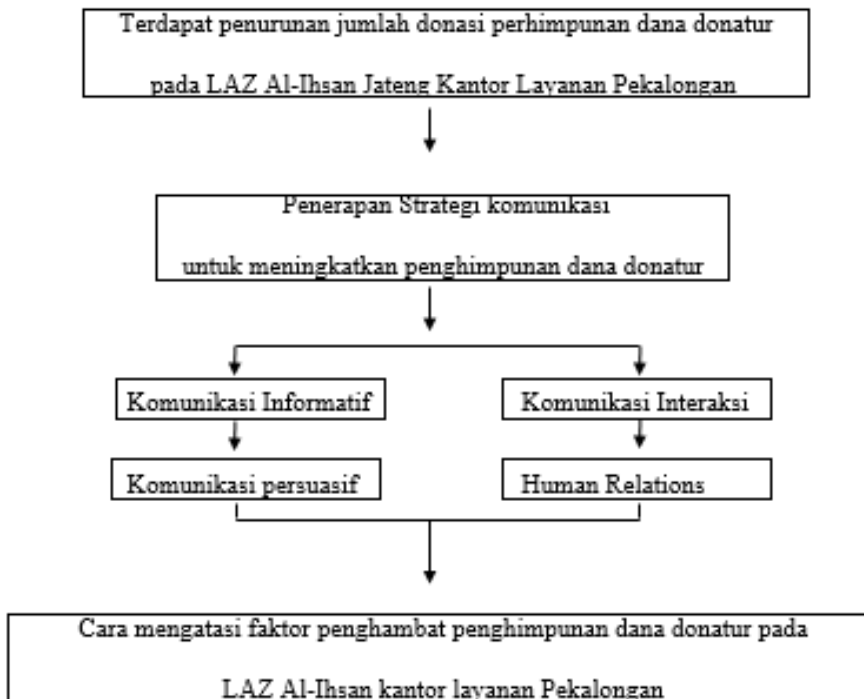 Terdapat penurunan jumlah donasi perhimpunan dana donatur
pada LAZ Al-Ihsan Jateng Kantor Layanan Pekalongan
Penerapan Strategi komunikasi
untuk meningkatkan penghimpunan dana donatur
Komunikasi Informatif
Komunikasi Interaksi
Komunikasi persuasif
Human Relations
Cara mengatasi faktor penghambat penghimpunan dana donatur pada
LAZ Al-Ihsan kantor layanan Pekalongan